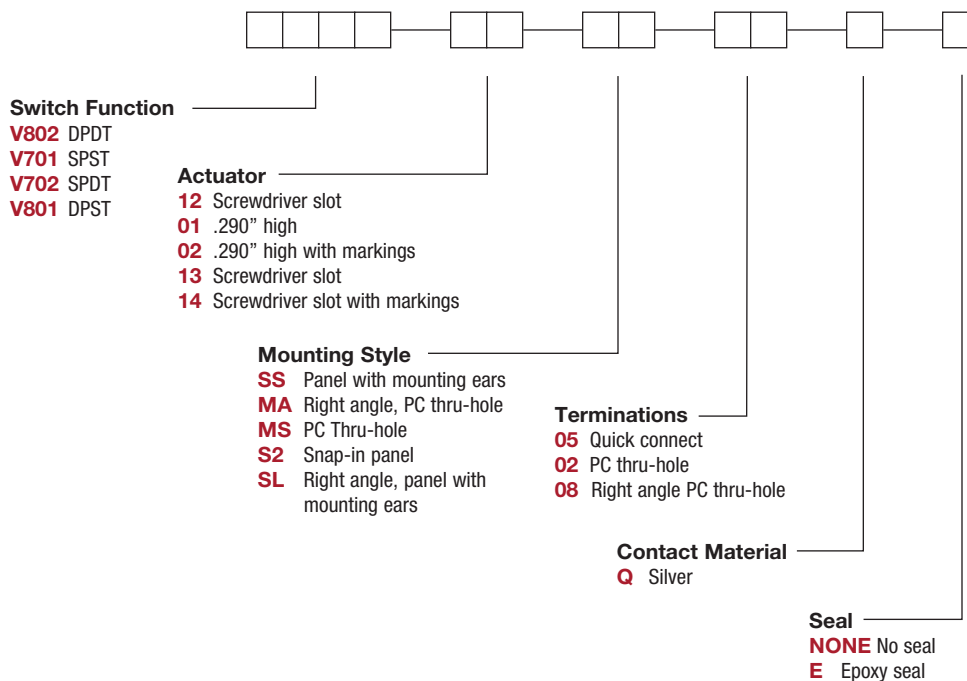 Switch Function
V802 DPDT
V701 SPST
V702 SPDT
V801 DPST
Actuator
12 Screwdriver slot
01 .290” high
02 .290” high with markings
13 Screwdriver slot
14 Screwdriver slot with markings
Mounting Style
SS Panel with mounting ears
MA Right angle, PC thru-hole
MS PC Thru-hole
S2 Snap-in panel
SL Right angle, panel with
mounting ears
Terminations
05 Quick connect
02 PC thru-hole
08 Right angle PC thru-hole
Contact Material
Q Silver
Seal
NONE No seal
E Epoxy seal